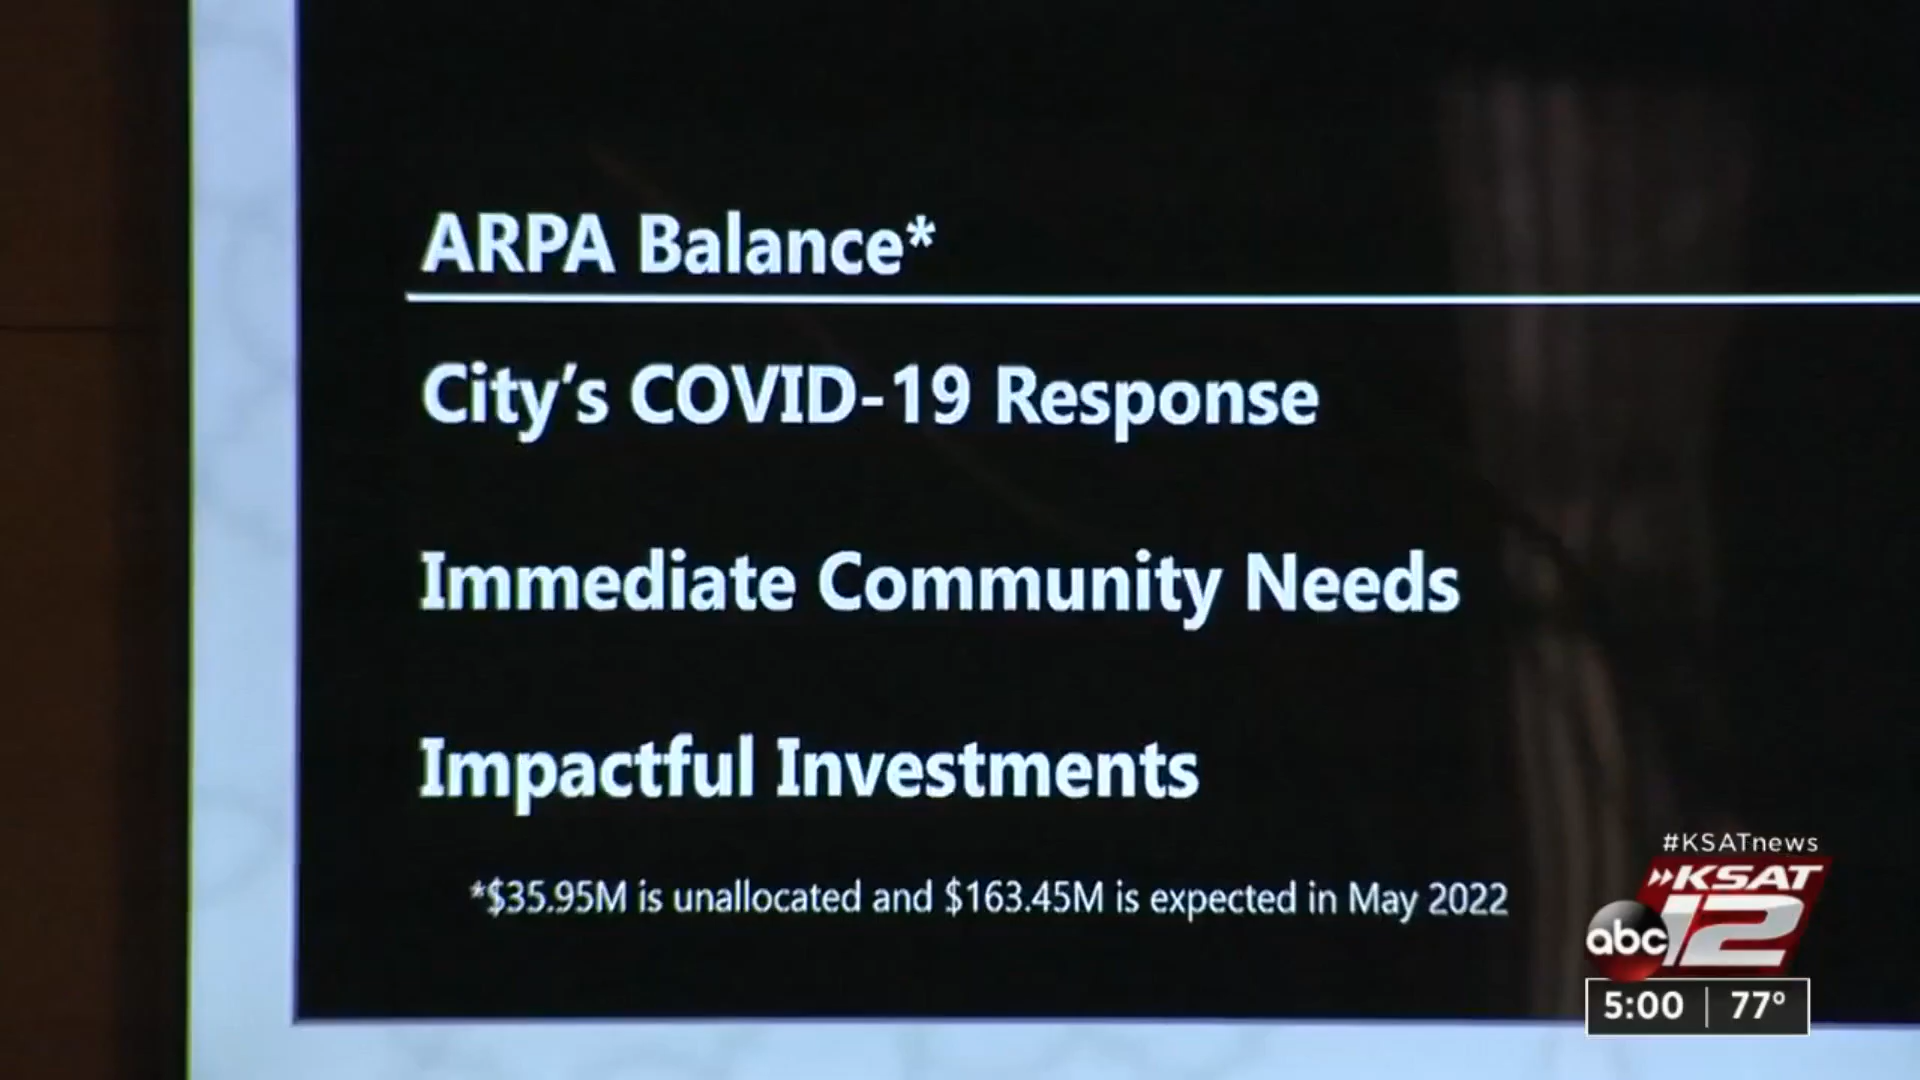 ARPA Balance*
City's COVID-19 Response
Immediate Community Needs
Impactful Investments
*$35.95M is unallocated and $163.45M is expected in May 2022
#KSATnews
»KSAT
abc 12
5:00 | 77°